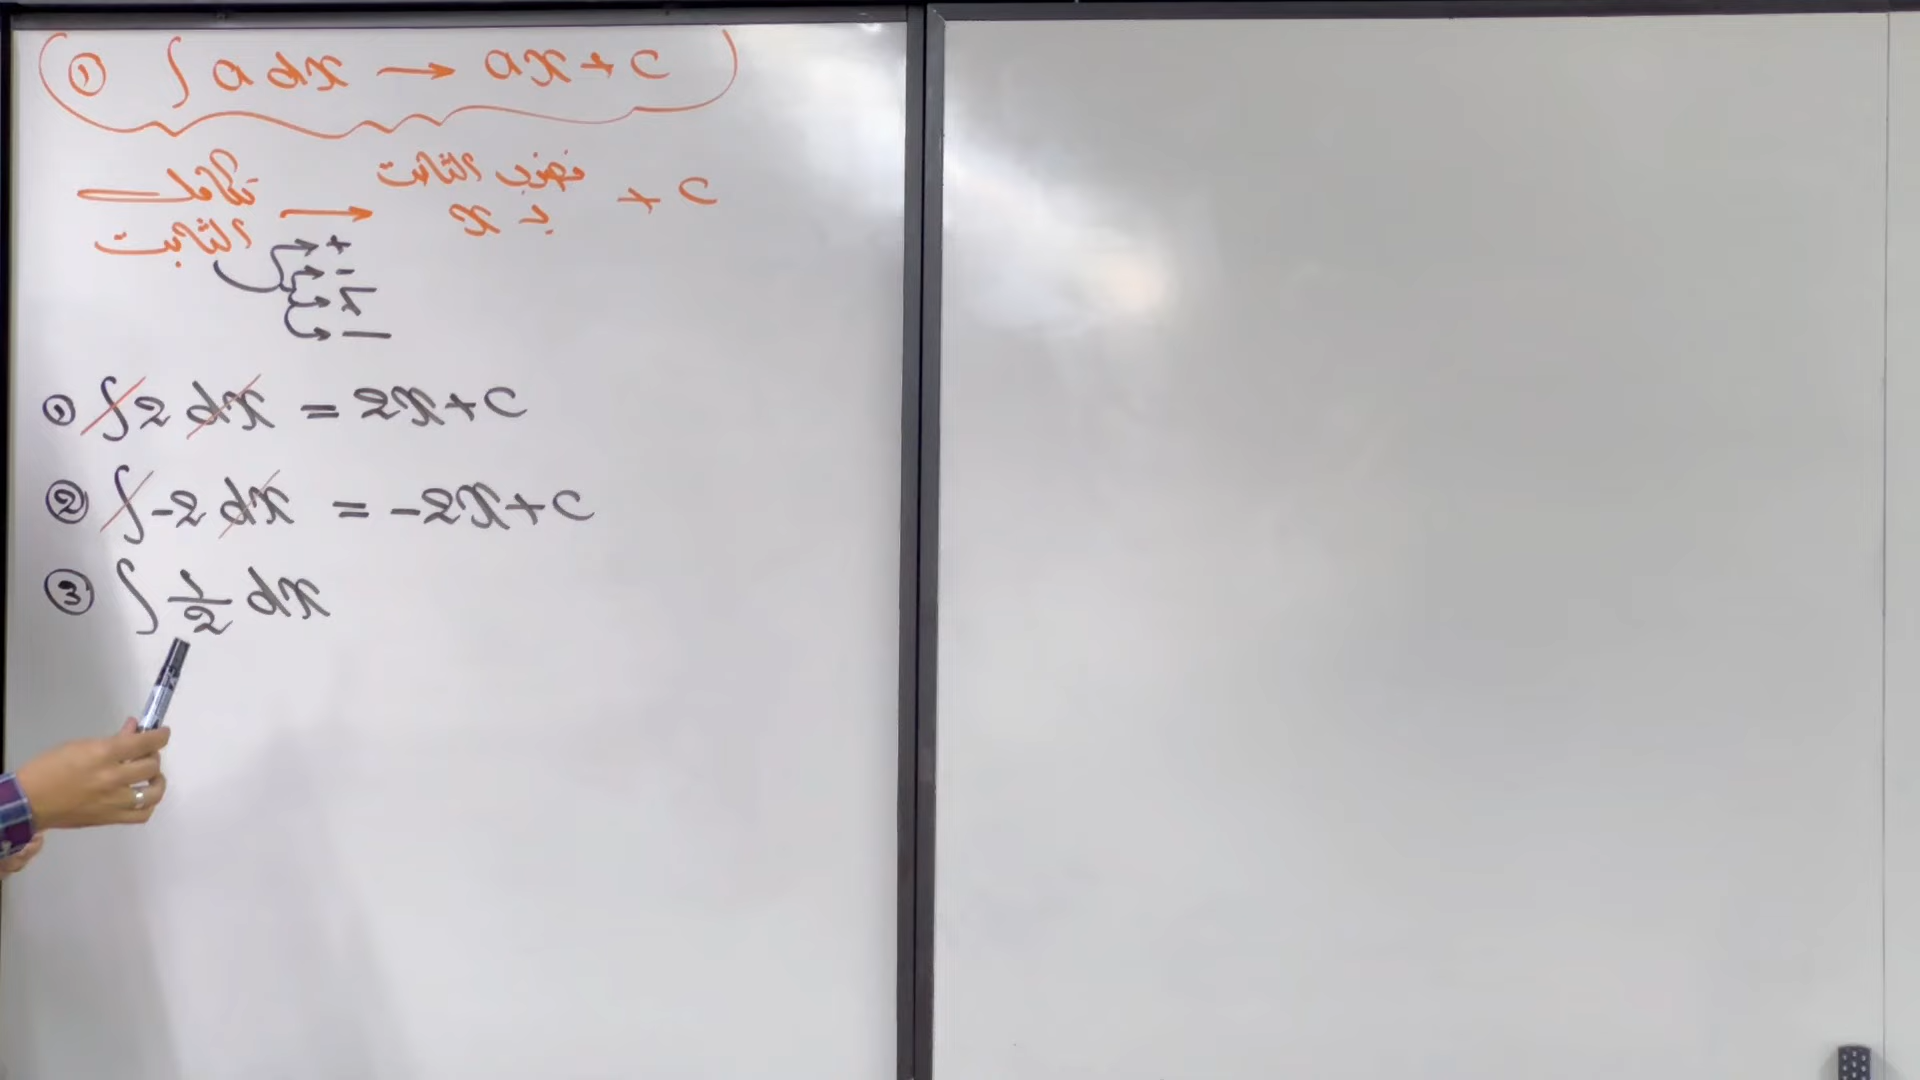 ① ∫ a dx → ax + c
تكامل الثابت → نضرب الثابت بـ x + c
→ +
→ -
→ √
→ —
① ∫ 2 dx = 2x + c
② ∫ -2 dx = -2x + c
③ ∫ 1/2 dx